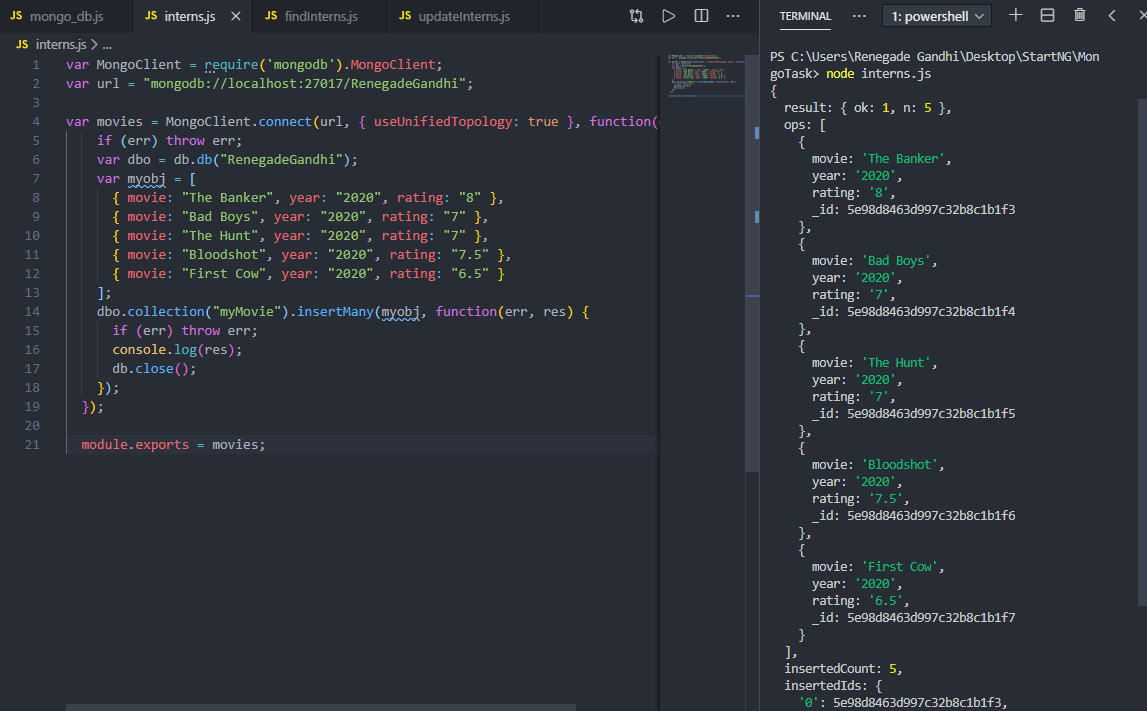 JS mongo_db.js
JS interns.js
JS findInterns.js
JS updateInterns.js
JS interns.js > ...
1 var MongoClient = require('mongodb').MongoClient;
2 var url = "mongodb://localhost:27017/RenegadeGandhi";
3
4 var movies = MongoClient.connect(url, { useUnifiedTopology: true }, function(
5 if (err) throw err;
6 var dbo = db.db("RenegadeGandhi");
7 var myobj = [
8 { movie: "The Banker", year: "2020", rating: "8" },
9 { movie: "Bad Boys", year: "2020", rating: "7" },
10 { movie: "The Hunt", year: "2020", rating: "7" },
11 { movie: "Bloodshot", year: "2020", rating: "7.5" },
12 { movie: "First Cow", year: "2020", rating: "6.5" }
13 ];
14 dbo.collection("myMovie").insertMany(myobj, function(err, res) {
15 if (err) throw err;
16 console.log(res);
17 db.close();
18 });
19 });
20
21 module.exports = movies;
TERMINAL
1: powershell
PS C:\Users\Renegade Gandhi\Desktop\StartNG\Mon
goTask> node interns.js
{
result: { ok: 1, n: 5 },
ops: [
{
movie: 'The Banker',
year: '2020',
rating: '8',
_id: 5e98d8463d997c32b8c1b1f3
},
{
movie: 'Bad Boys',
year: '2020',
rating: '7',
_id: 5e98d8463d997c32b8c1b1f4
},
{
movie: 'The Hunt',
year: '2020',
rating: '7',
_id: 5e98d8463d997c32b8c1b1f5
},
{
movie: 'Bloodshot',
year: '2020',
rating: '7.5',
_id: 5e98d8463d997c32b8c1b1f6
},
{
movie: 'First Cow',
year: '2020',
rating: '6.5',
_id: 5e98d8463d997c32b8c1b1f7
}
],
insertedCount: 5,
insertedIds: {
'0': 5e98d8463d997c32b8c1b1f3,